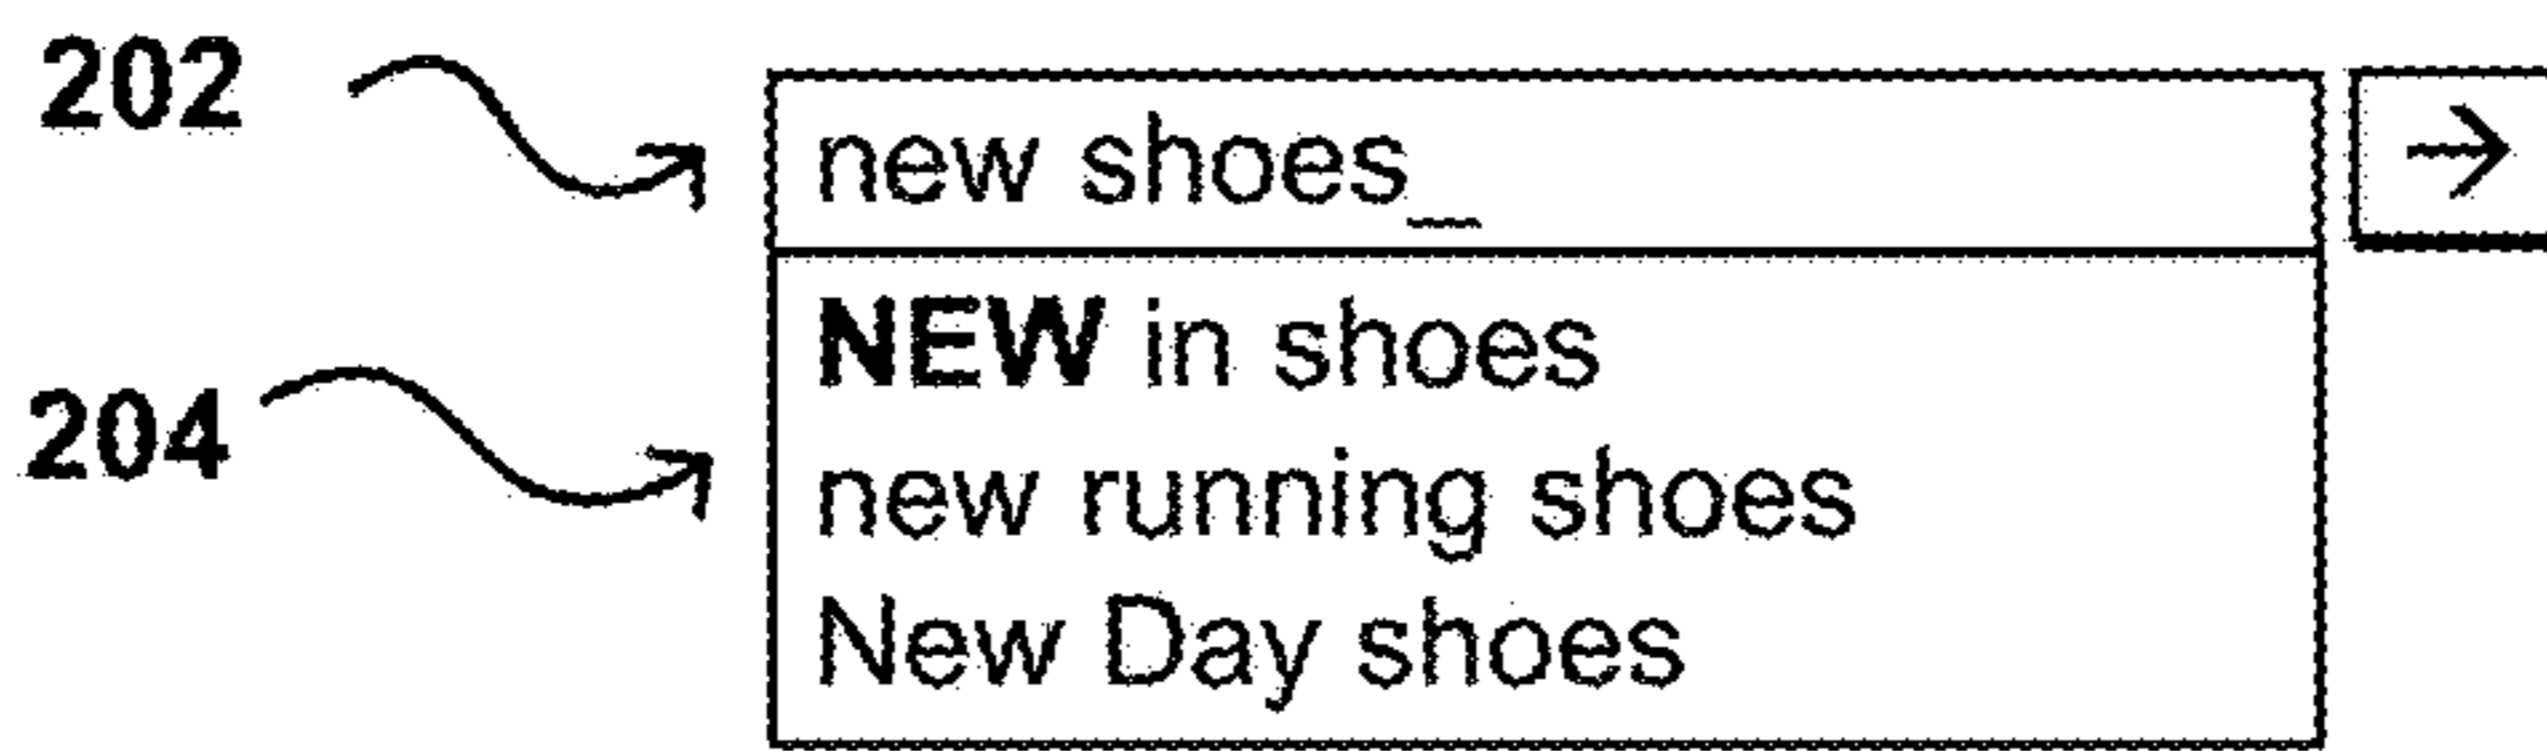 202
new shoes_
→
204
NEW in shoes
new running shoes
New Day shoes